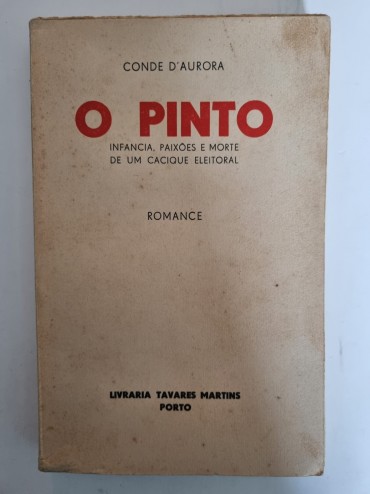 CONDE D'AURORA
O PINTO
INFANCIA, PAIXÕES E MORTE
DE UM CACIQUE ELEITORAL
ROMANCE
LIVRARIA TAVARES MARTINS
PORTO